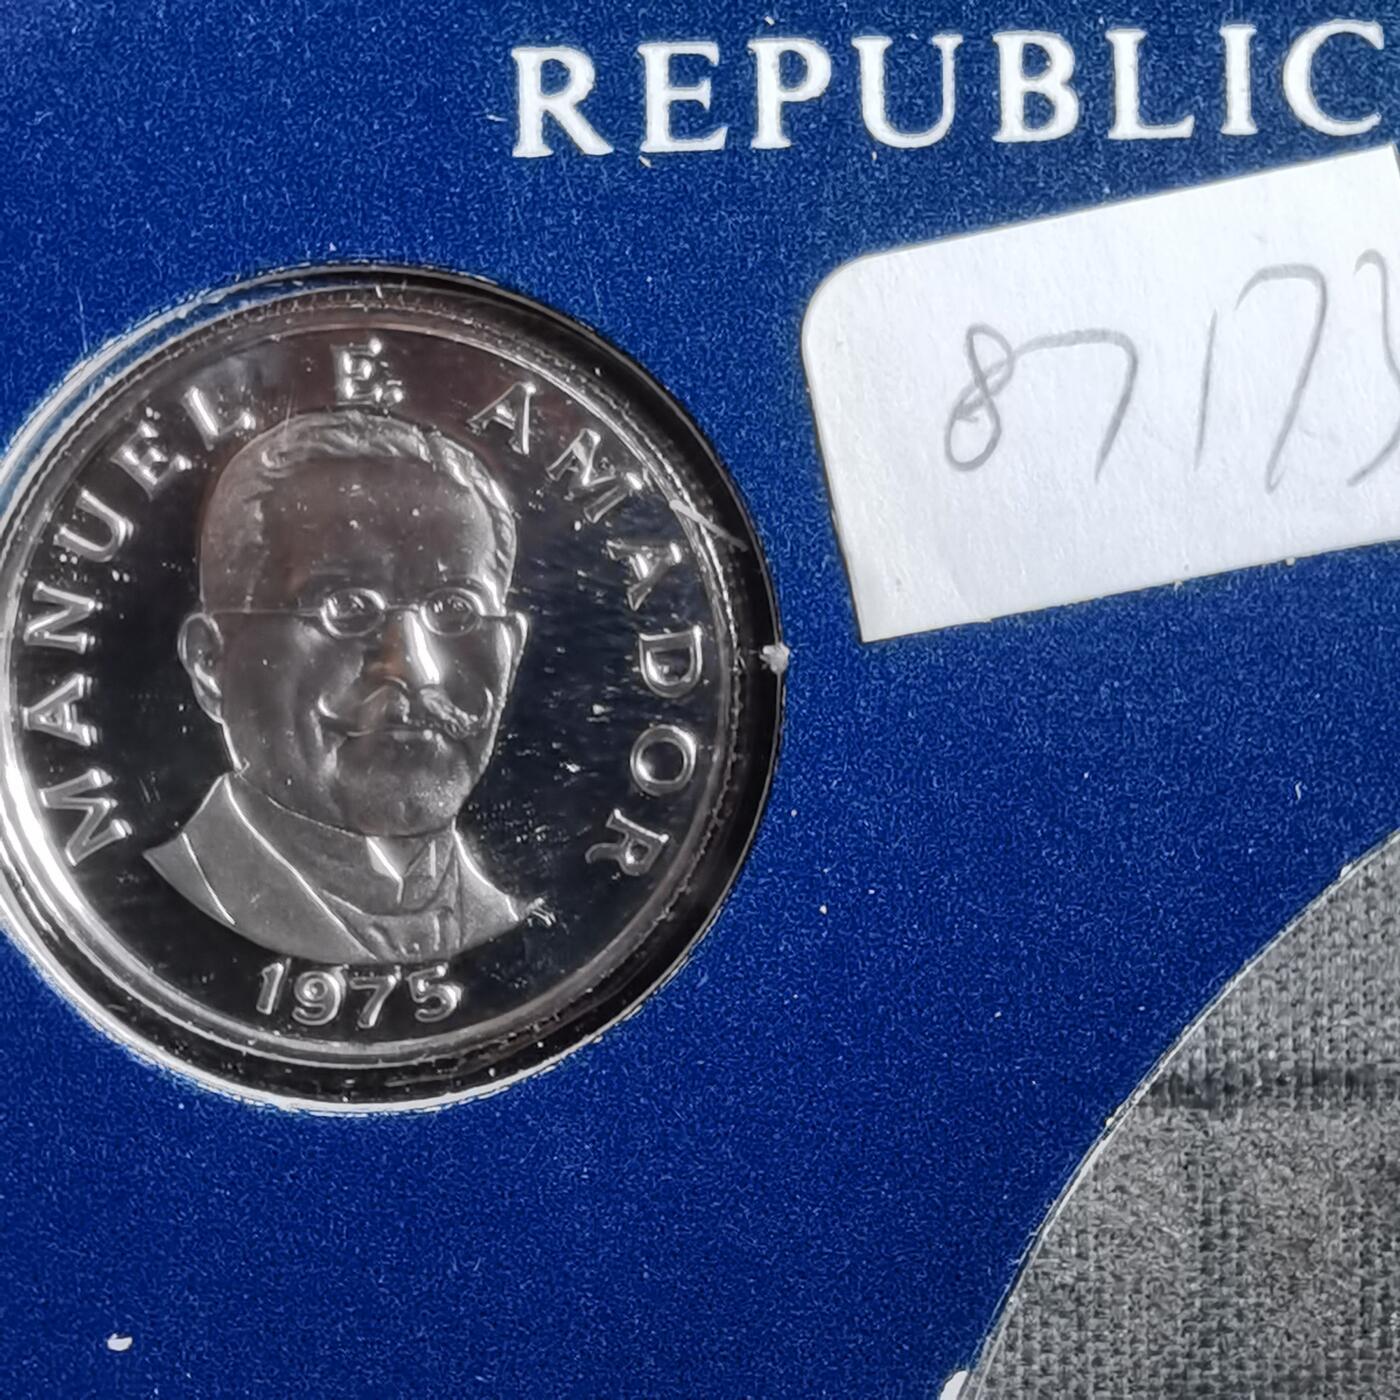 REPUBLIC
MANUEL E. AMADOR
1975
8717